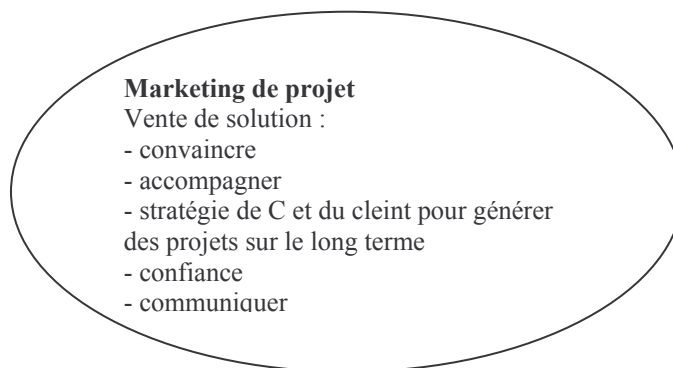 Marketing de projet
Vente de solution :
- convaincre
- accompagner
- stratégie de C et du cleint pour générer
des projets sur le long terme
- confiance
- communiquer